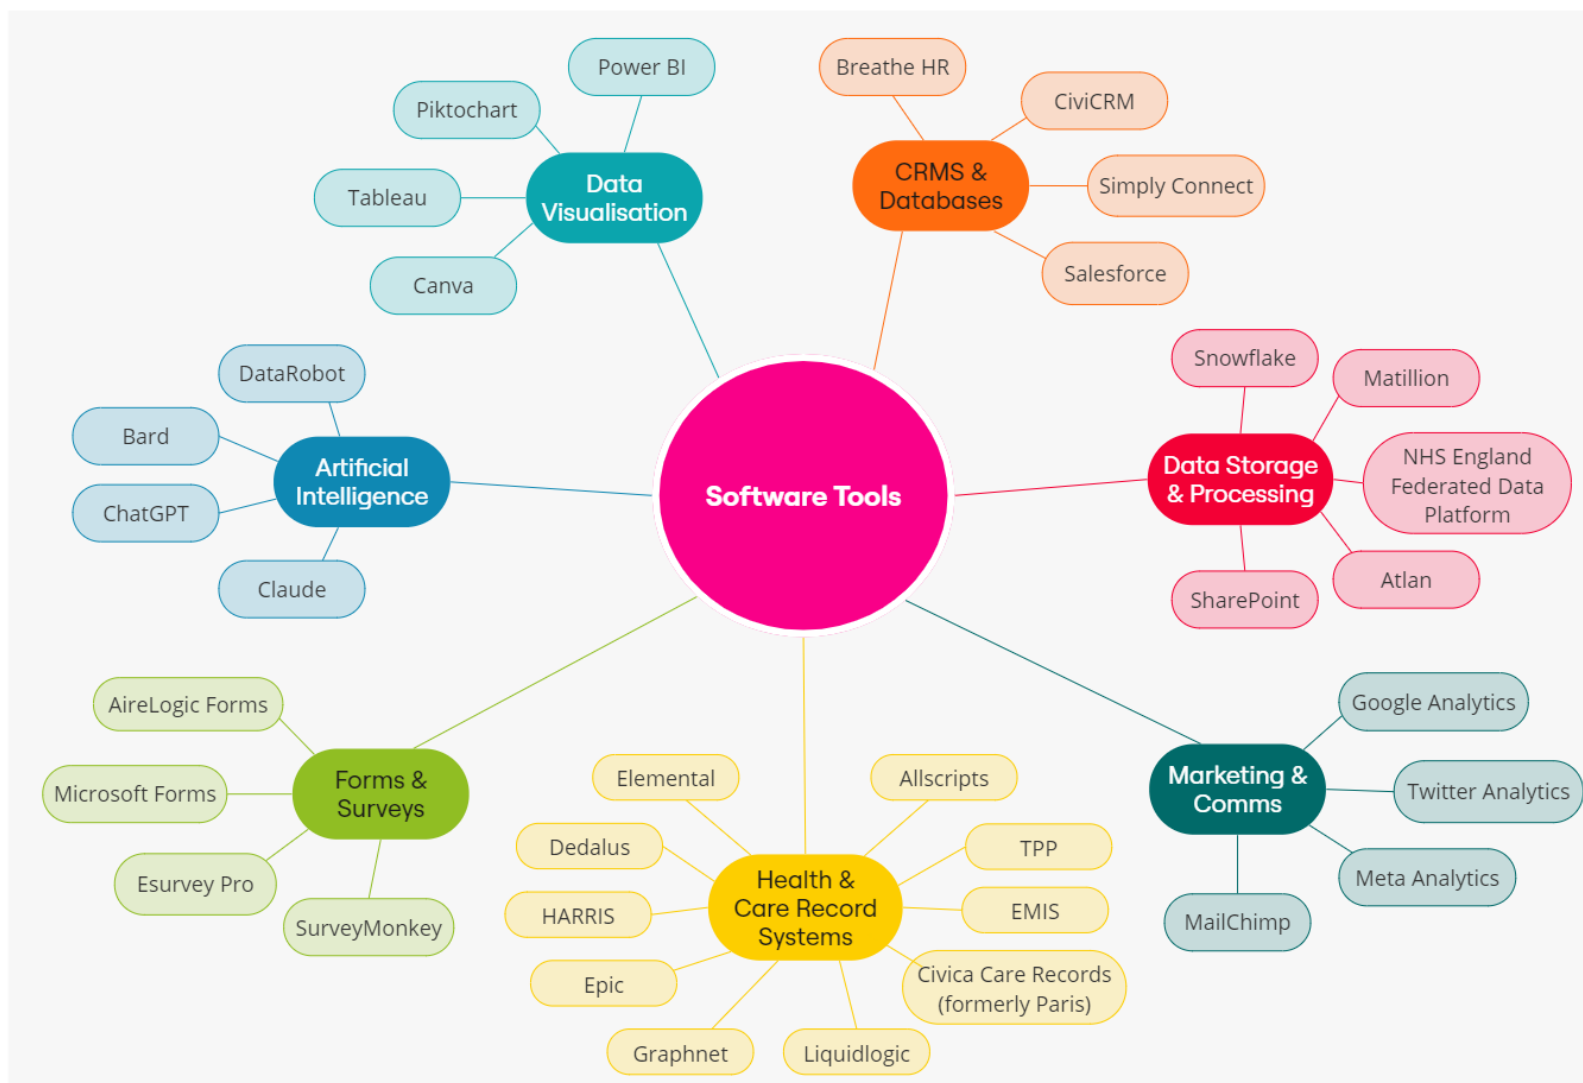 Software Tools
Data
Visualisation
Power BI
Piktochart
Tableau
Canva
CRMS &
Databases
Breathe HR
CiviCRM
Simply Connect
Salesforce
Artificial
Intelligence
DataRobot
Bard
ChatGPT
Claude
Data Storage
& Processing
Snowflake
Matillion
NHS England
Federated Data
Platform
Atlan
SharePoint
Forms &
Surveys
AireLogic Forms
Microsoft Forms
Esurvey Pro
SurveyMonkey
Health &
Care Record
Systems
Elemental
Dedalus
HARRIS
Epic
Graphnet
Allscripts
TPP
EMIS
Civica Care Records
(formerly Paris)
Liquidlogic
Marketing &
Comms
Google Analytics
Twitter Analytics
Meta Analytics
MailChimp